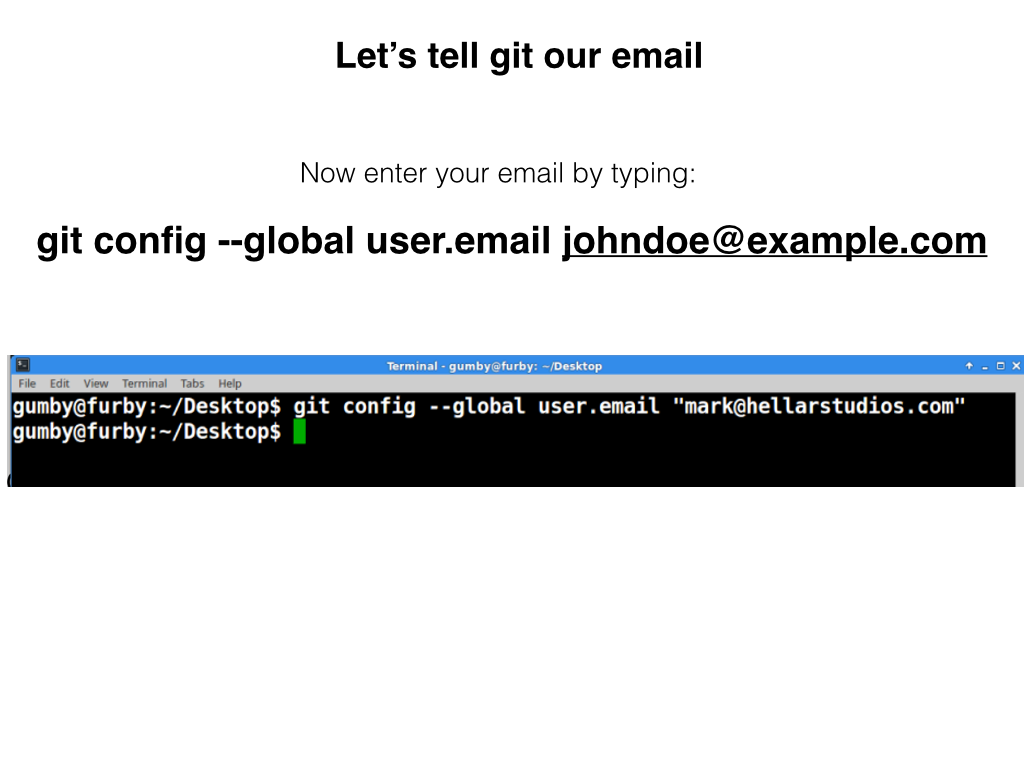 Let’s tell git our email
Now enter your email by typing:
git config --global user.email johndoe@example.com
Terminal - gumby@furby: ~/Desktop
File Edit View Terminal Tabs Help
gumby@furby:~/Desktop$ git config --global user.email "mark@hellarstudios.com"
gumby@furby:~/Desktop$